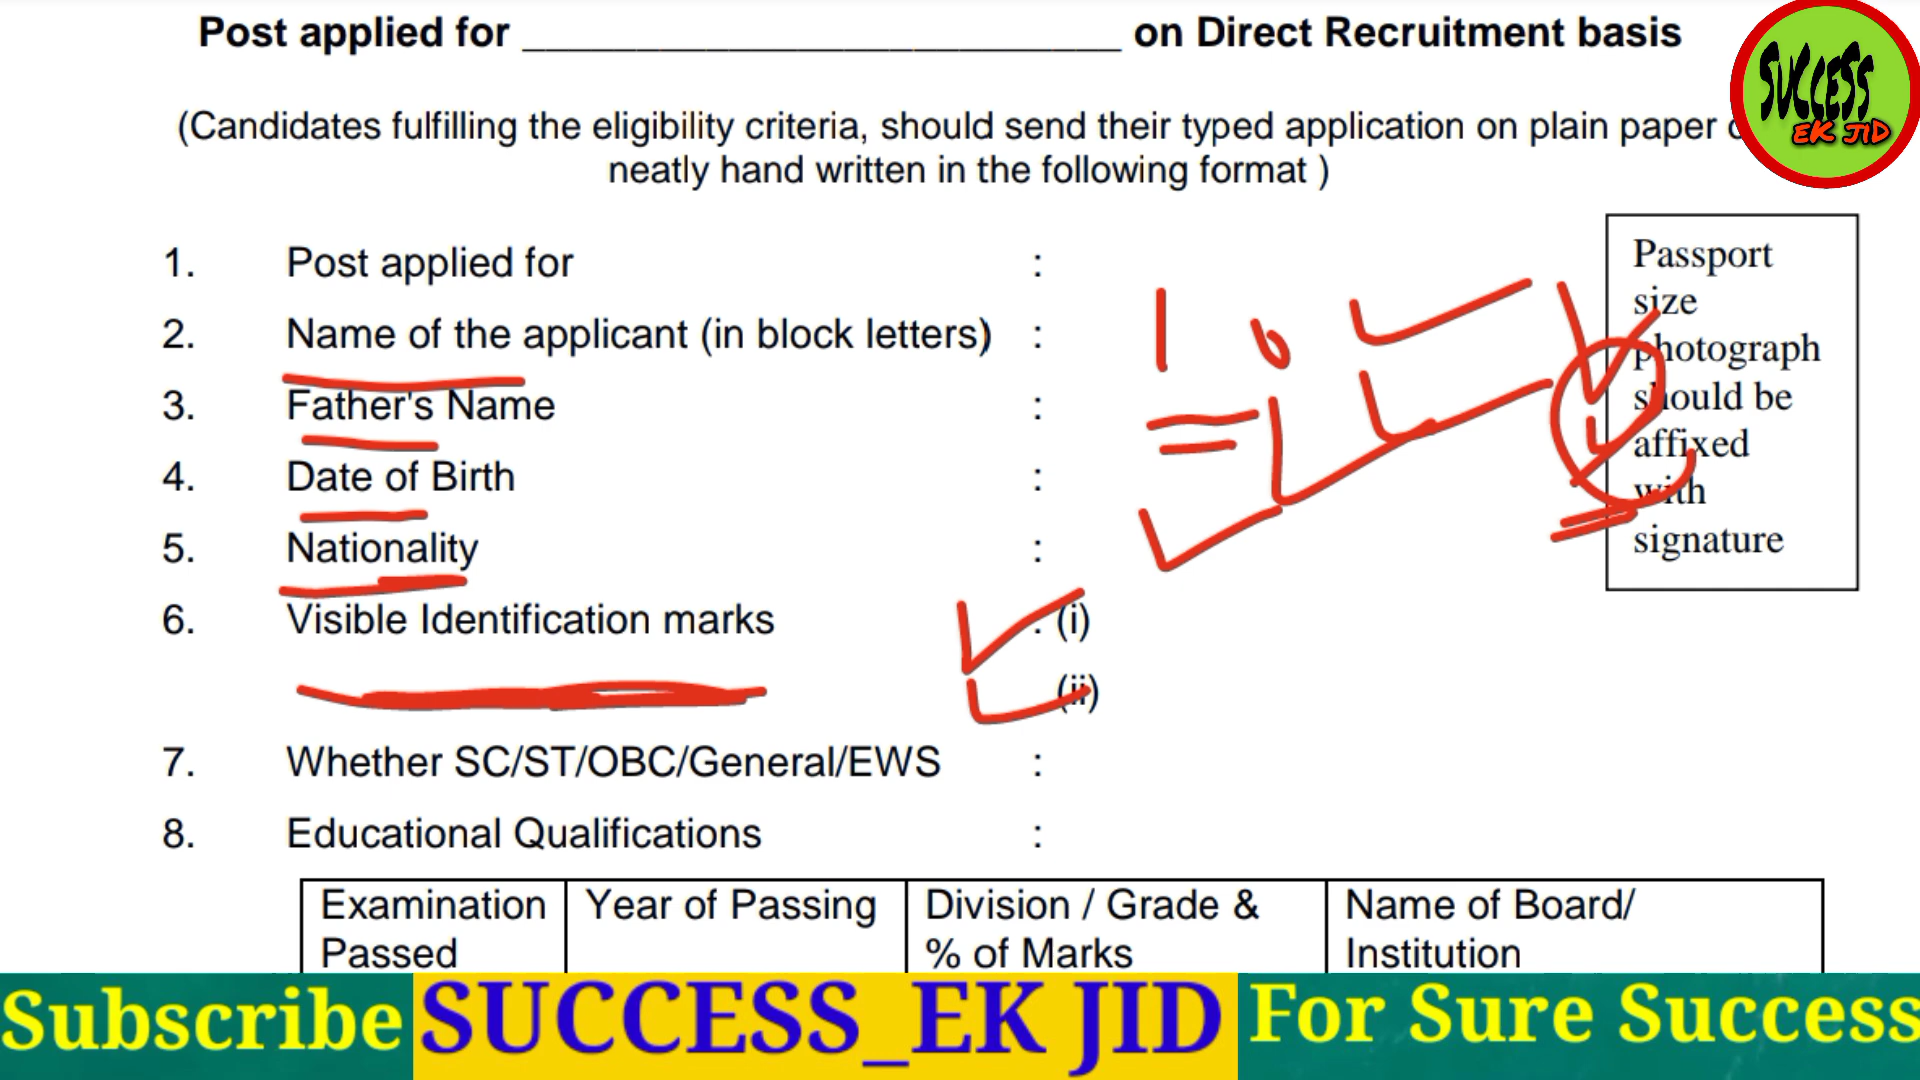 Post applied for __________________________ on Direct Recruitment basis
SUCCESS
EK JID
(Candidates fulfilling the eligibility criteria, should send their typed application on plain paper
neatly hand written in the following format )
Passport
size
photograph
should be
affixed
with
signature
1. Post applied for :
2. Name of the applicant (in block letters) :
3. Father's Name :
4. Date of Birth :
5. Nationality :
6. Visible Identification marks : (i)
(ii)
7. Whether SC/ST/OBC/General/EWS :
8. Educational Qualifications :
Examination Passed
Year of Passing
Division / Grade & % of Marks
Name of Board/ Institution
Subscribe SUCCESS_EK JID For Sure Success